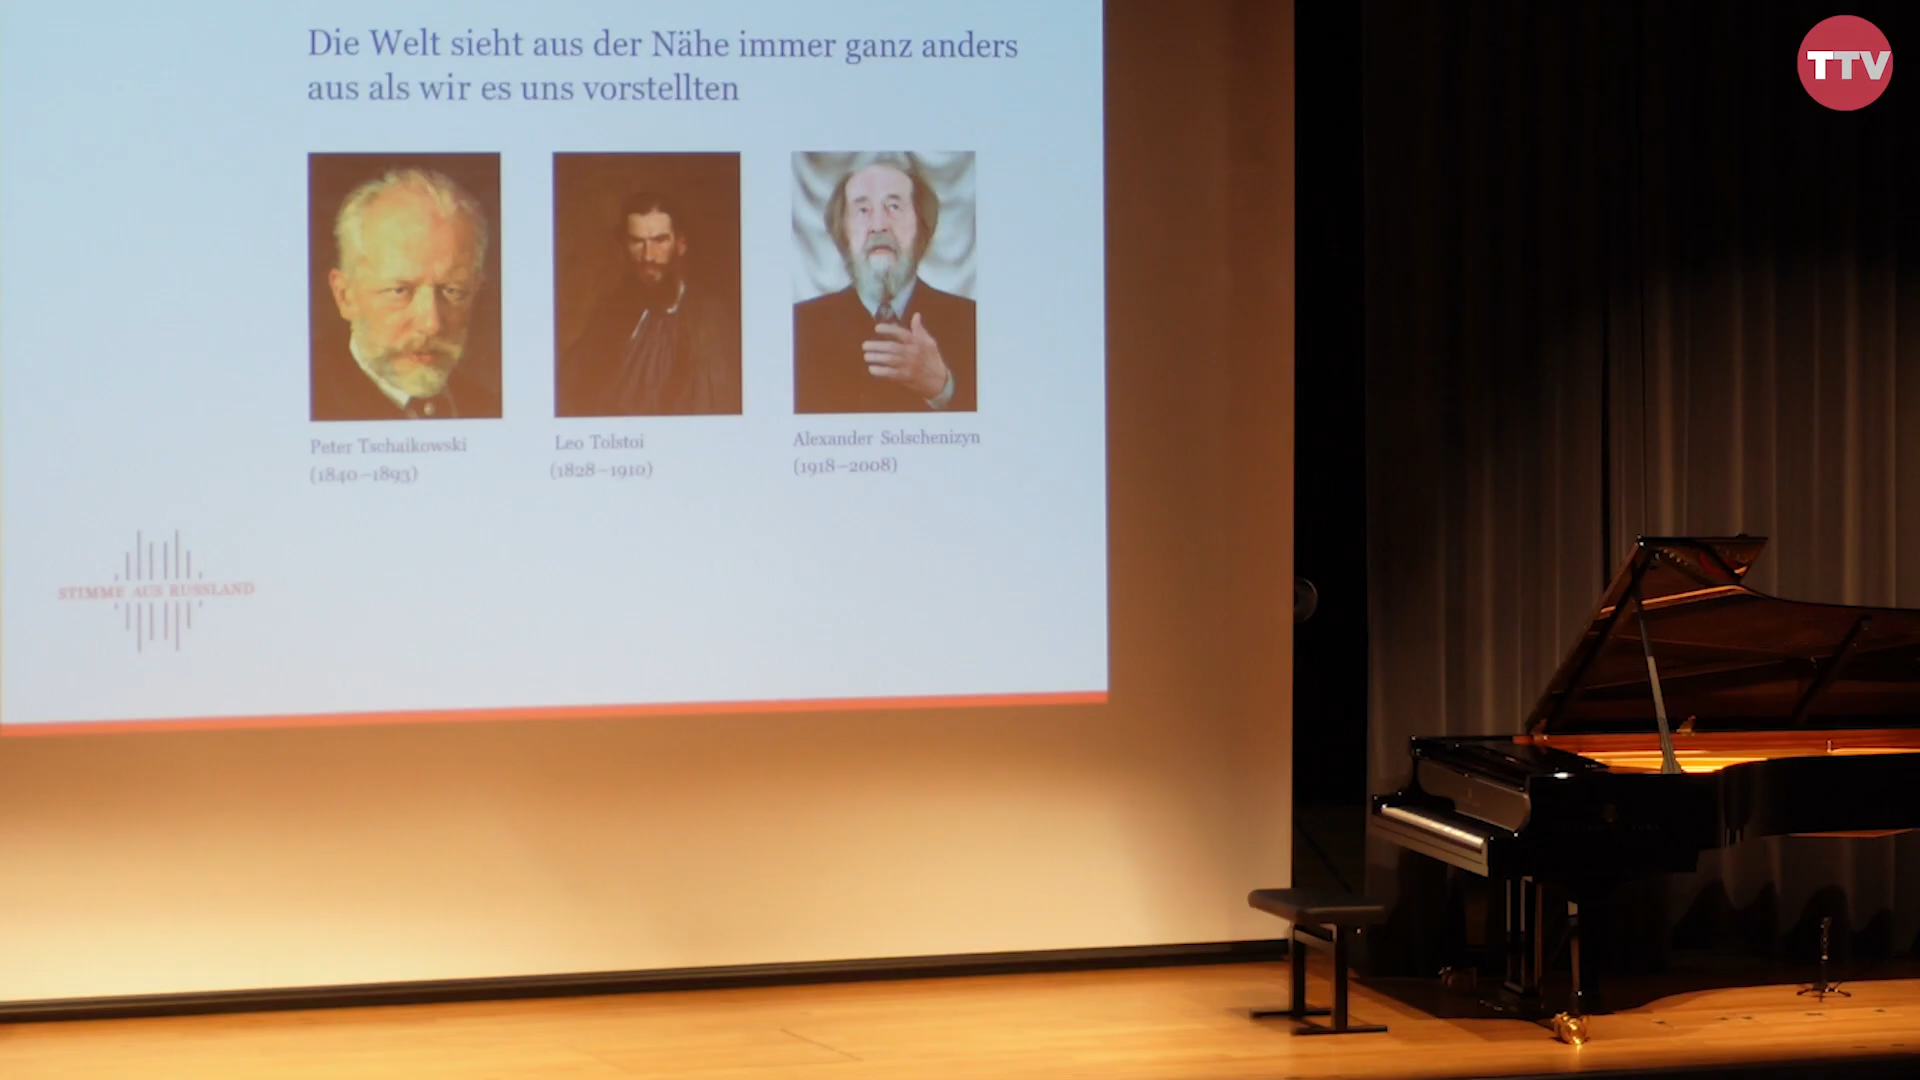 Die Welt sieht aus der Nähe immer ganz anders
aus als wir es uns vorstellten
Peter Tschaikowski
(1840–1893)
Leo Tolstoi
(1828–1910)
Alexander Solschenizyn
(1918–2008)
STIMME AUS RUSSLAND
TTV